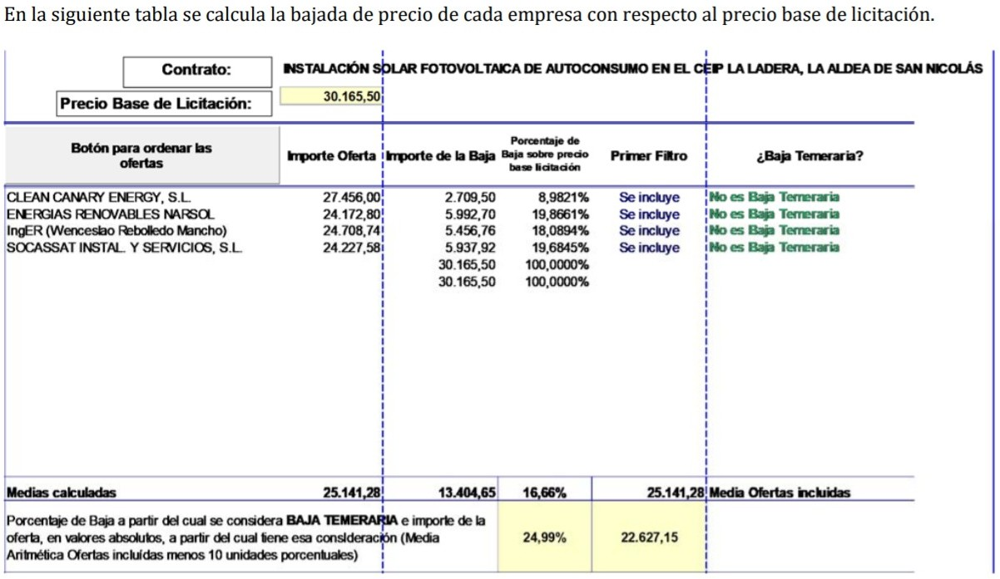 En la siguiente tabla se calcula la bajada de precio de cada empresa con respecto al precio base de licitación.
Contrato: INSTALACIÓN SOLAR FOTOVOLTAICA DE AUTOCONSUMO EN EL CEIP LA LADERA, LA ALDEA DE SAN NICOLÁS
Precio Base de Licitación: 30.165,50
Botón para ordenar las
ofertas
Importe Oferta
Importe de la Baja
Porcentaje de
Baja sobre precio
base licitación
Primer Filtro
¿Baja Temeraria?
CLEAN CANARY ENERGY, S.L. 27.456,00 2.709,50 8,9821% Se incluye No es Baja Temeraria
ENERGIAS RENOVABLES NARSOL 24.172,80 5.992,70 19,8661% Se incluye No es Baja Temeraria
IngER (Wenceslao Rebolledo Mancho) 24.708,74 5.456,76 18,0894% Se incluye No es Baja Temeraria
SOCASSAT INSTAL. Y SERVICIOS, S.L. 24.227,58 5.937,92 19,6845% Se incluye No es Baja Temeraria
30.165,50 100,0000%
30.165,50 100,0000%
Medias calculadas 25.141,28 13.404,65 16,66% 25.141,28 Media Ofertas incluidas
Porcentaje de Baja a partir del cual se considera BAJA TEMERARIA e importe de la
oferta, en valores absolutos, a partir del cual tiene esa consideración (Media
Aritmética Ofertas incluídas menos 10 unidades porcentuales)
24,99% 22.627,15